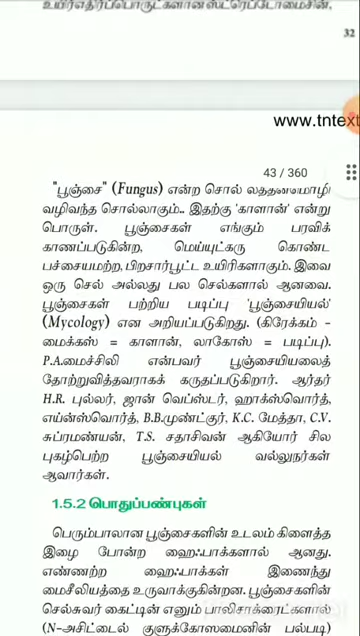 உயிர்எதிர்ப்பொருட்களான ஸ்ட்ரெப்டோமைசின்,
32
www.tntext
43 / 360
"பூஞ்சை" (Fungus) என்ற சொல்
வழிவந்த சொல்லாகும்.. இதற்கு 'காளான்' என்று
பொருள். பூஞ்சைகள் எங்கும் பரவிக்
காணப்படுகின்ற, மெய்யுட்கரு கொண்ட
பச்சையமற்ற, பிறசார்பூட்ட உயிரிகளாகும். இவை
ஒரு செல் அல்லது பல செல்களால் ஆனவை.
பூஞ்சைகள் பற்றிய படிப்பு 'பூஞ்சையியல்'
(Mycology) என அறியப்படுகிறது. (கிரேக்கம் –
மைக்கஸ் = காளான், லாகோஸ் = படிப்பு).
P.A.மைச்சிலி என்பவர் பூஞ்சையியலைத்
தோற்றுவித்தவராகக் கருதப்படுகிறார். ஆர்தர்
H.R. புல்லர், ஜான் வெப்ஸ்டர், ஹாக்ஸ்வொர்த்,
எய்ன்ஸ்வொர்த், B.B.முண்ட்கூர், K.C. மேத்தா, C.V.
சுப்ரமண்யன், T.S. சதாசிவன் ஆகியோர் சில
புகழ்பெற்ற பூஞ்சையியல் வல்லுநர்கள்
ஆவார்கள்.
1.5.2 பொதுப்பண்புகள்
பெரும்பாலான பூஞ்சைகளின் உடலம் கிளைத்த
இழை போன்ற ஹைஃபாக்களால் ஆனது.
எண்ணற்ற ஹைஃபாக்கள் இணைந்து
மைசீலியத்தை உருவாக்குகின்றன. பூஞ்சைகளின்
செல்சுவர் கைட்டின் எனும் பாலிசாக்ரைட்களால்
(N–அசிட்டைல் குளுக்கோஸமைனின் பல்படி)